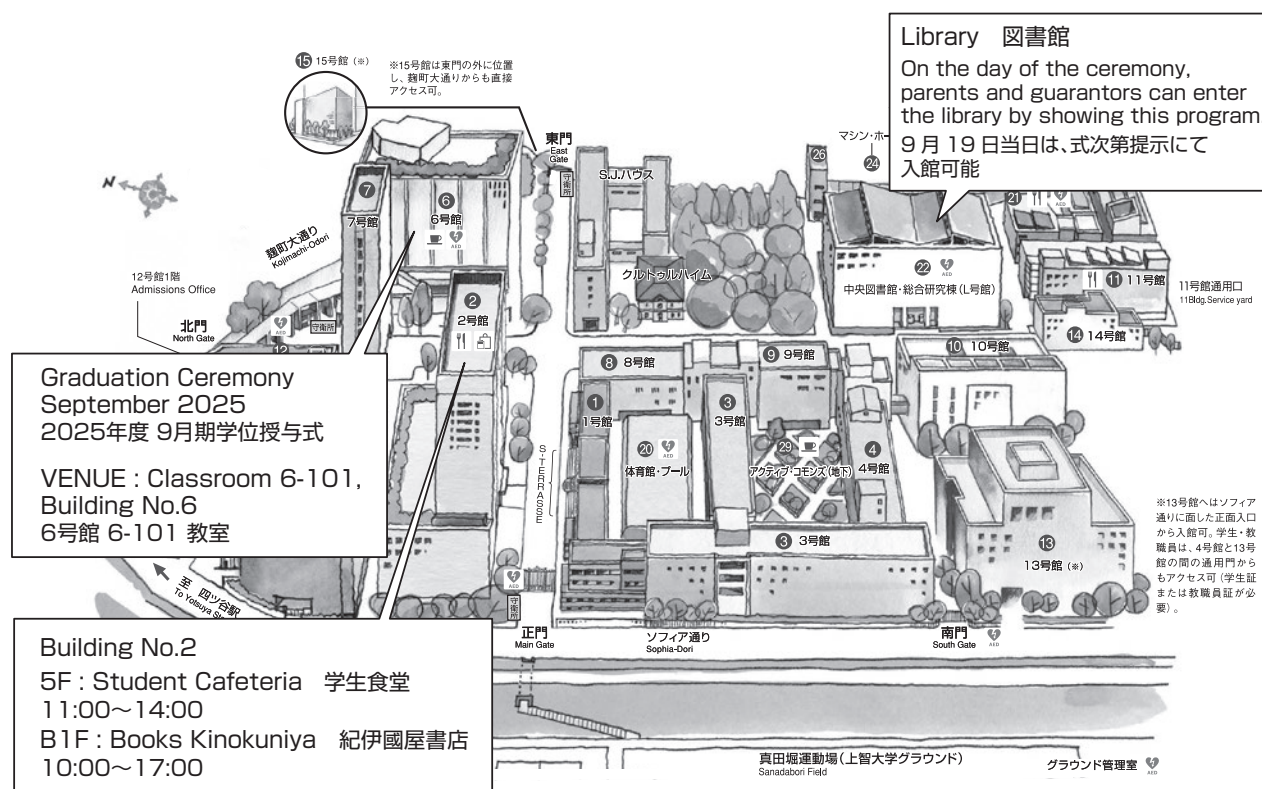 Library 図書館
On the day of the ceremony,
parents and guarantors can enter
the library by showing this program
9月19日当日は、式次第提示にて
入館可能
⑮ 15号館（※）
※15号館は東門の外に位置
し、麹町大通りからも直接
アクセス可。
東門
East
Gate
守衛所
S.J.ハウス
26
マシン・ホー
24
21
AED
N
7
7号館
6
6号館
AED
麹町大通り
Kojimachi-Odori
クルトゥルハイム
22
AED
中央図書館・総合研究棟（L号館）
11 11号館
11号館通用口
11Bldg.Service yard
14 14号館
12号館1階
Admissions Office
北門
North Gate
AED
守衛所
12
2
2号館
10 10号館
8 8号館
9 9号館
1
1号館
3
3号館
20
AED
体育館・プール
29
アクティブ・コモンズ（地下）
4
4号館
S-TERRASSE
Graduation Ceremony
September 2025
2025年度 9月期学位授与式
VENUE : Classroom 6-101,
Building No.6
6号館 6-101 教室
3 3号館
13
13号館（※）
※13号館へはソフィア
通りに面した正面入口
から入館可。学生・教
職員は、4号館と13号
館の間の通用門から
もアクセス可（学生証
または教職員証が必
要）。
至 四ツ谷駅
To Yotsuya St
AED
守衛所
正門
Main Gate
ソフィア通り
Sophia-Dori
南門
South Gate
AED
Building No.2
5F : Student Cafeteria 学生食堂
11:00～14:00
B1F : Books Kinokuniya 紀伊國屋書店
10:00～17:00
真田堀運動場（上智大学グラウンド）
Sanadabori Field
グラウンド管理室
AED